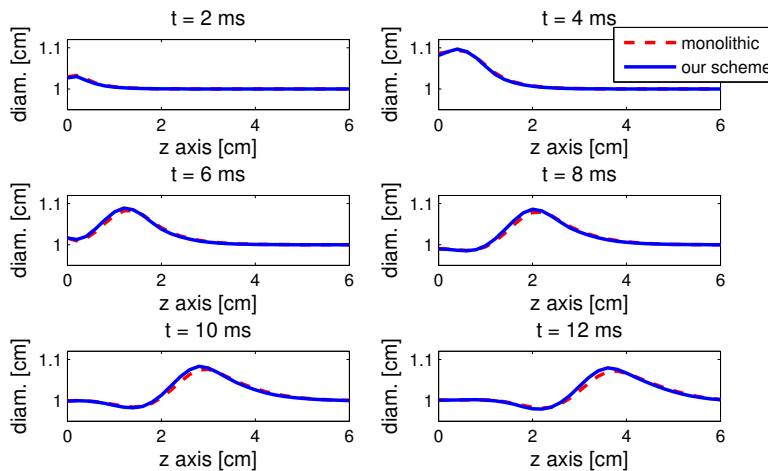 t = 2 ms
t = 4 ms
diam. [cm]
1.1
1
0
2
4
6
z axis [cm]
diam. [cm]
1.1
1
0
2
4
6
z axis [cm]
monolithic
our scheme
t = 6 ms
t = 8 ms
diam. [cm]
1.1
1
0
2
4
6
z axis [cm]
diam. [cm]
1.1
1
0
2
4
6
z axis [cm]
t = 10 ms
t = 12 ms
diam. [cm]
1.1
1
0
2
4
6
z axis [cm]
diam. [cm]
1.1
1
0
2
4
6
z axis [cm]